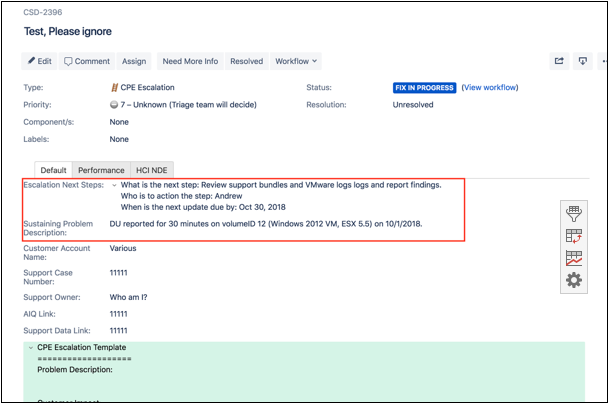 CSD-2396
Test, Please ignore
Edit Comment Assign Need More Info Resolved Workflow
Type: CPE Escalation Status: FIX IN PROGRESS (View workflow)
Priority: 7 – Unknown (Triage team will decide) Resolution: Unresolved
Component/s: None
Labels: None
Default Performance HCI NDE
Escalation Next Steps: What is the next step: Review support bundles and VMware logs logs and report findings.
Who is to action the step: Andrew
When is the next update due by: Oct 30, 2018
Sustaining Problem DU reported for 30 minutes on volumeID 12 (Windows 2012 VM, ESX 5.5) on 10/1/2018.
Description:
Customer Account Various
Name:
Support Case 11111
Number:
Support Owner: Who am I?
AIQ Link: 11111
Support Data Link: 11111
CPE Escalation Template
===================
Problem Description: